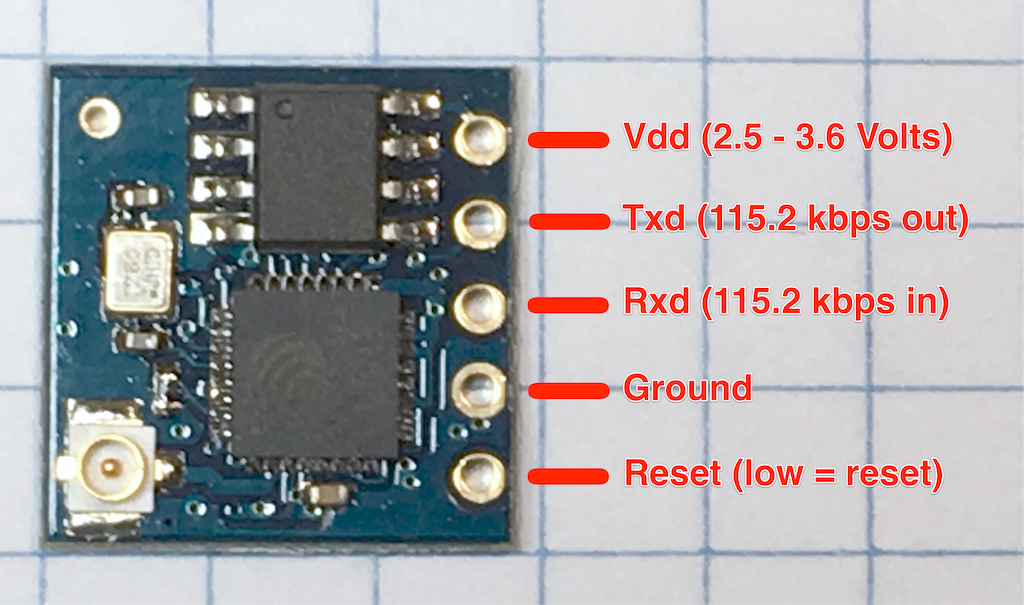 Vdd (2.5 - 3.6 Volts)
Txd (115.2 kbps out)
Rxd (115.2 kbps in)
Ground
Reset (low = reset)